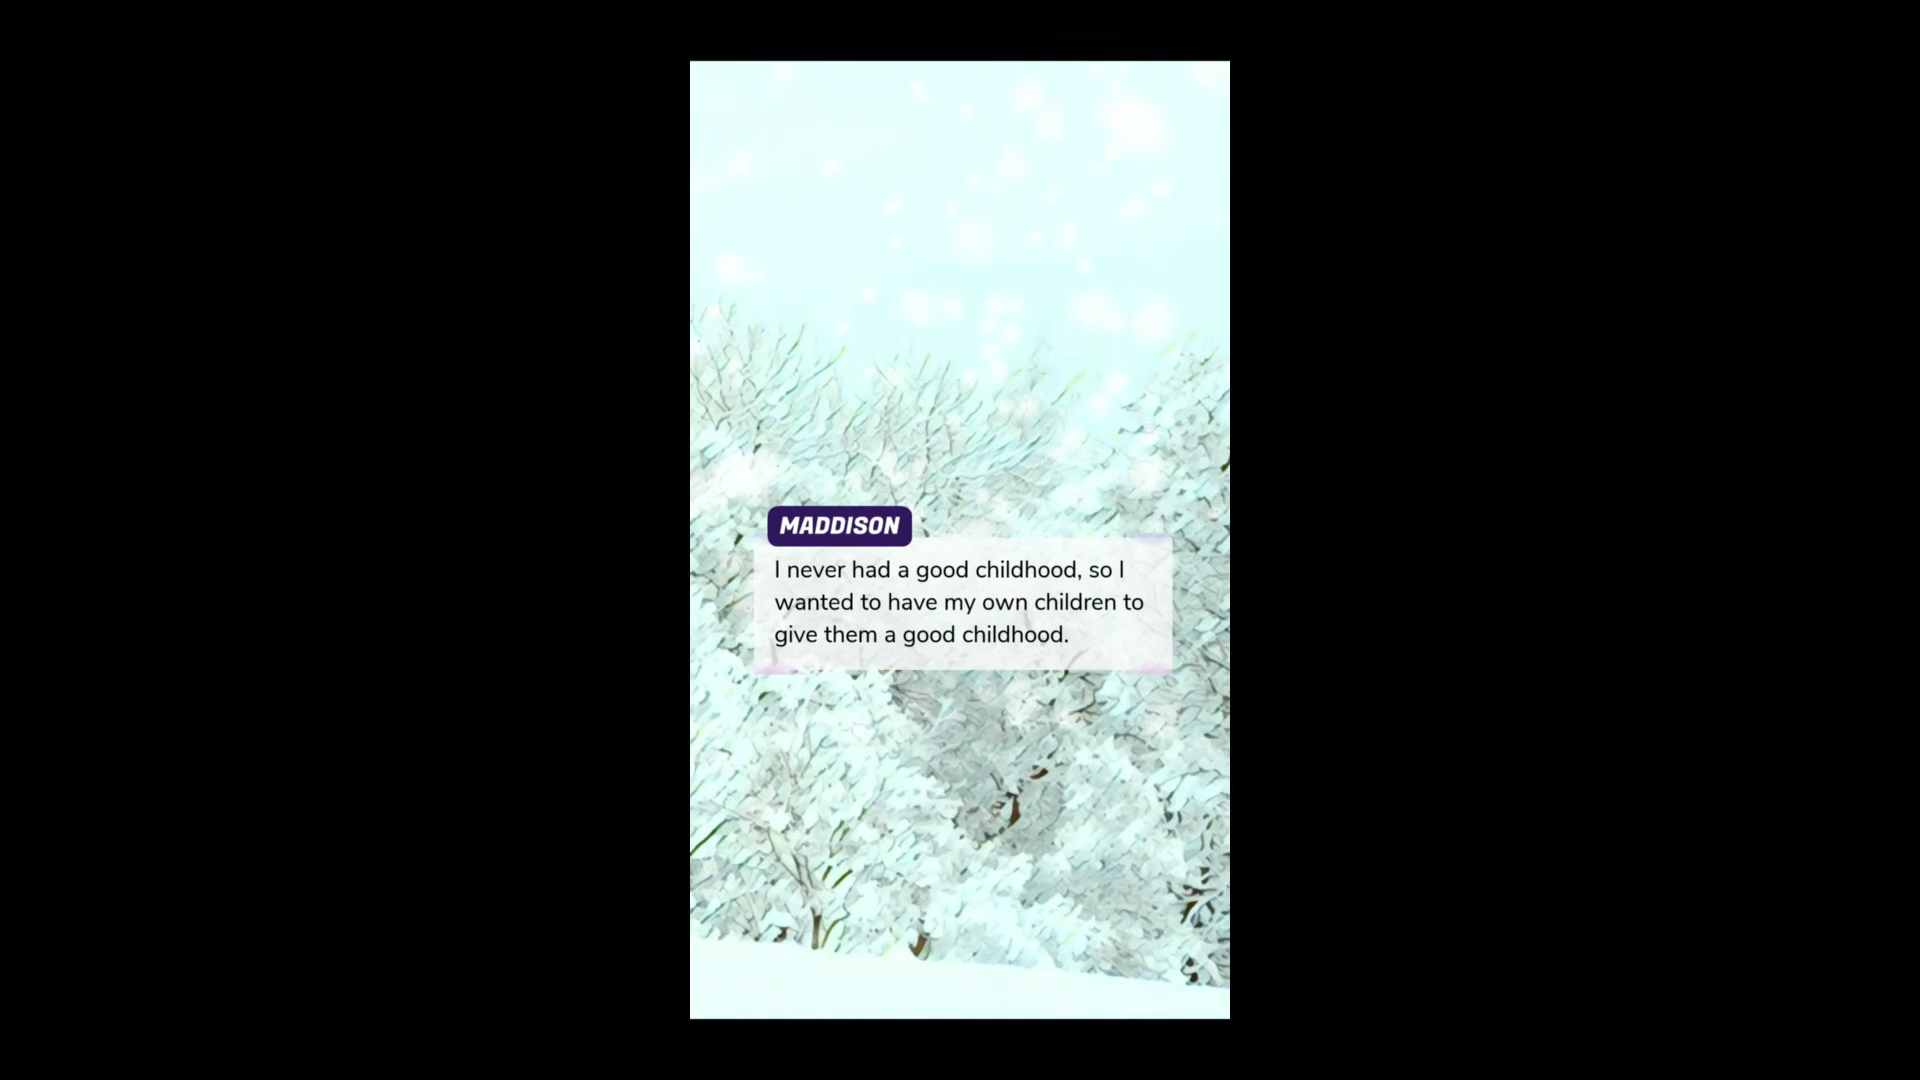 MADDISON
I never had a good childhood, so I
wanted to have my own children to
give them a good childhood.